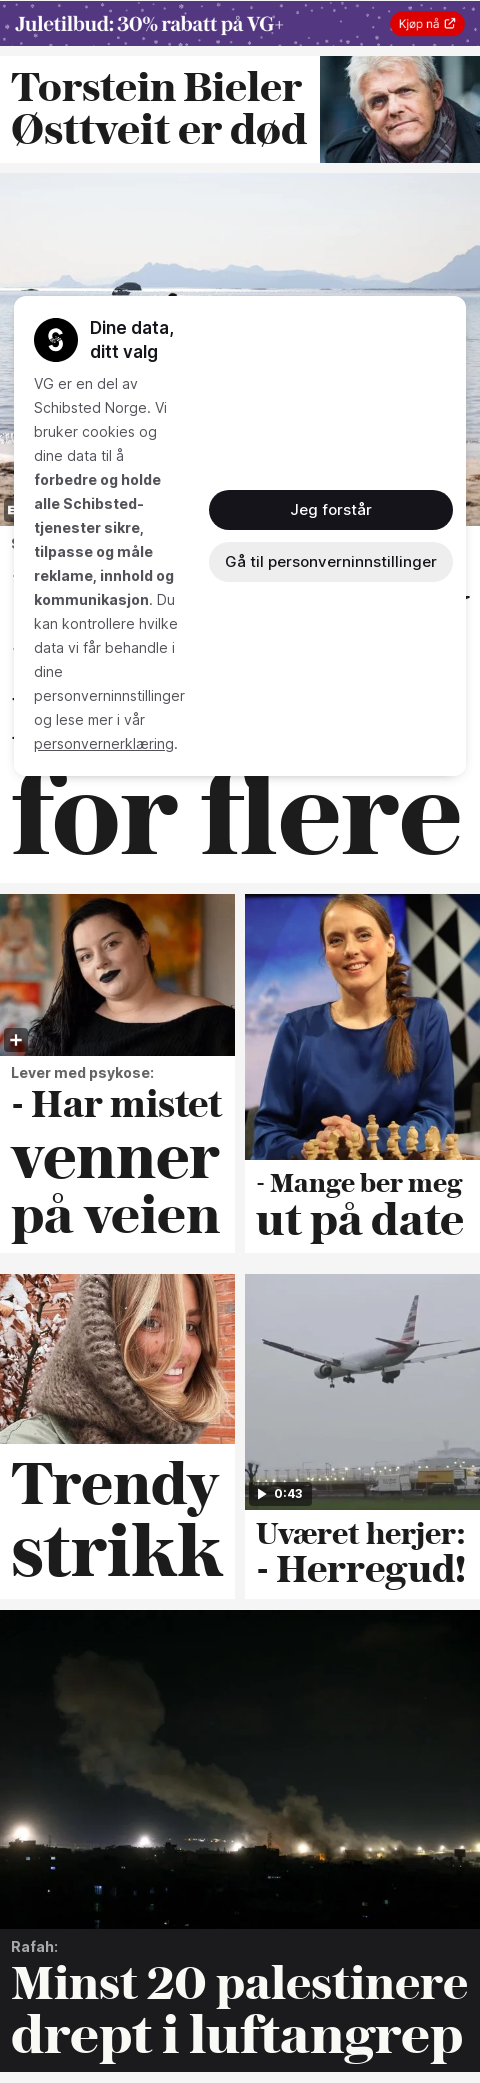 Juletilbud: 30% rabatt på VG+
Kjøp nå
Torstein Bieler
Østtveit er død
Dine data,
ditt valg
VG er en del av
Schibsted Norge. Vi
bruker cookies og
dine data til å
forbedre og holde
alle Schibsted-
tjenester sikre,
tilpasse og måle
reklame, innhold og
kommunikasjon. Du
kan kontrollere hvilke
data vi får behandle i
dine
personverninnstillinger
og lese mer i vår
personvernerklæring.
Jeg forstår
Gå til personverninnstillinger
for flere
Lever med psykose:
- Har mistet
venner
på veien
- Mange ber meg
ut på date
Trendy
strikk
0:43
Uværet herjer:
- Herregud!
Rafah:
Minst 20 palestinere
drept i luftangrep